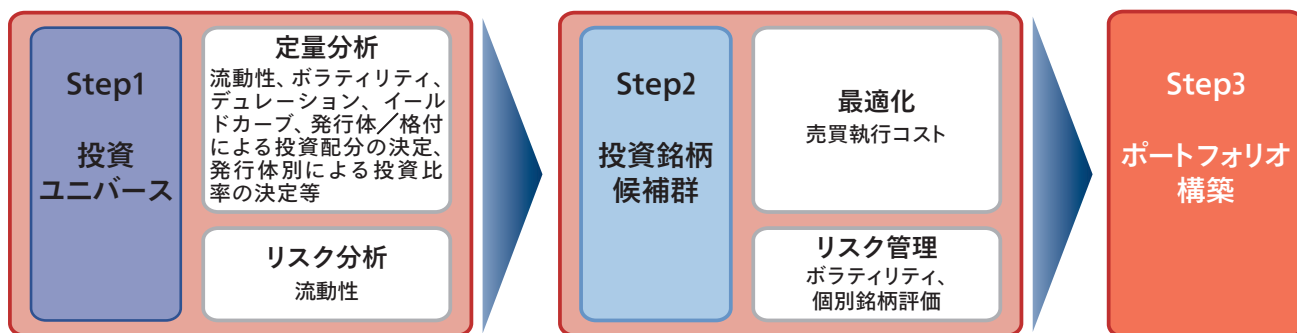 Step1
投資
ユニバース
定量分析
流動性、ボラティリティ、
デュレーション、イール
ドカーブ、発行体／格付
による投資配分の決定、
発行体別による投資比
率の決定等
リスク分析
流動性
Step2
投資銘柄
候補群
最適化
売買執行コスト
リスク管理
ボラティリティ、
個別銘柄評価
Step3
ポートフォリオ
構築